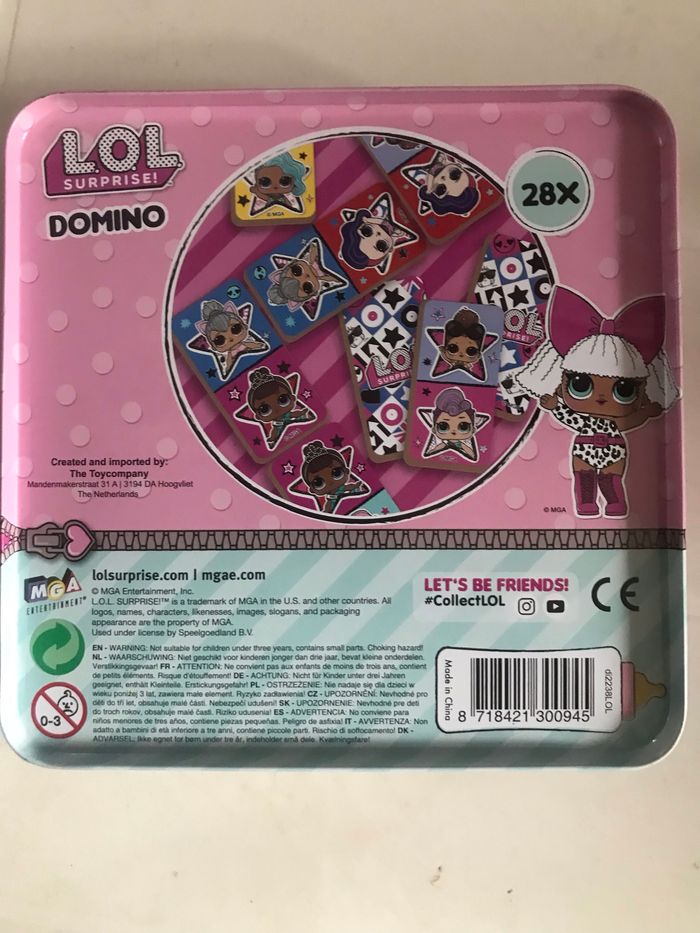 L.O.L.
SURPRISE!
DOMINO
28X
© MGA
L.O.L.
SURPRISE!
Created and imported by:
The Toycompany
Mandenmakerstraat 31 A | 3194 DA Hoogvliet
The Netherlands
© MGA
MGA
ENTERTAINMENT
lolsurprise.com | mgae.com
© MGA Entertainment, Inc.
L.O.L. SURPRISE!™ is a trademark of MGA in the U.S. and other countries. All
logos, names, characters, likenesses, images, slogans, and packaging
appearance are the property of MGA.
Used under license by Speelgoedland B.V.
LET'S BE FRIENDS!
#CollectLOL
CE
EN - WARNING: Not suitable for children under three years, contains small parts. Choking hazard!
NL - WAARSCHUWING: Niet geschikt voor kinderen jonger dan drie jaar, bevat kleine onderdelen.
Verstikkingsgevaar! FR - ATTENTION: Ne convient pas aux enfants de moins de trois ans, contient
de petits éléments. Risque d'étouffement! DE - ACHTUNG: Nicht für Kinder unter drei Jahren
geeignet, enthält Kleinteile. Erstickungsgefahr! PL - OSTRZEZENIE: Nie nadaje się dla dzieci w
wieku poniżej 3 lat, zawiera małe element. Ryzyko zadławienia! CZ - UPOZORNĚNÍ: Nevhodné pro
děti do tří let, obsahuje malé části. Nebezpečí udušení! SK - UPOZORNENIE: Nevhodné pre deti
do troch rokov, obsahuje malé časti. Riziko udusenia! ES - ADVERTENCIA: No conviene para
niños menores de tres años, contiene piezas pequeñas. Peligro de asfixia! IT - AVVERTENZA: Non
adatto a bambini di età inferiore a tre anni, contiene piccole parti. Rischio di soffocamento! DK -
ADVARSEL: Ikke egnet for børn under tre år, indeholder små dele. Kvælningsfare!
0-3
Made in China
8 718421 300945
di2238LOL